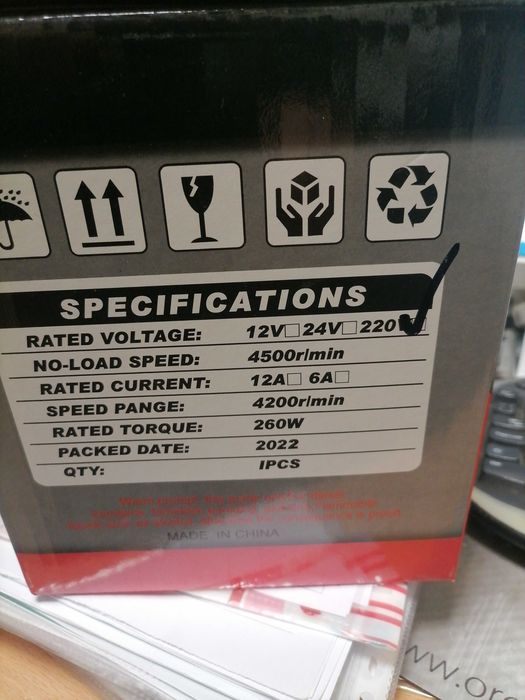 SPECIFICATIONS
RATED VOLTAGE: 12V□ 24V□ 220
NO-LOAD SPEED: 4500r/min
RATED CURRENT: 12A□ 6A□
SPEED PANGE: 4200r/min
RATED TORQUE: 260W
PACKED DATE: 2022
QTY: IPCS
MADE IN CHINA